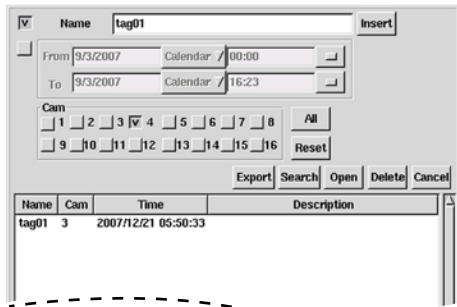 Name tag01 Insert
From 9/3/2007 Calendar 00:00
To 9/3/2007 Calendar 16:23
Cam
1 2 3 4 5 6 7 8 All
9 10 11 12 13 14 15 16 Reset
Export Search Open Delete Cancel
Name Cam Time Description
tag01 3 2007/12/21 05:50:33